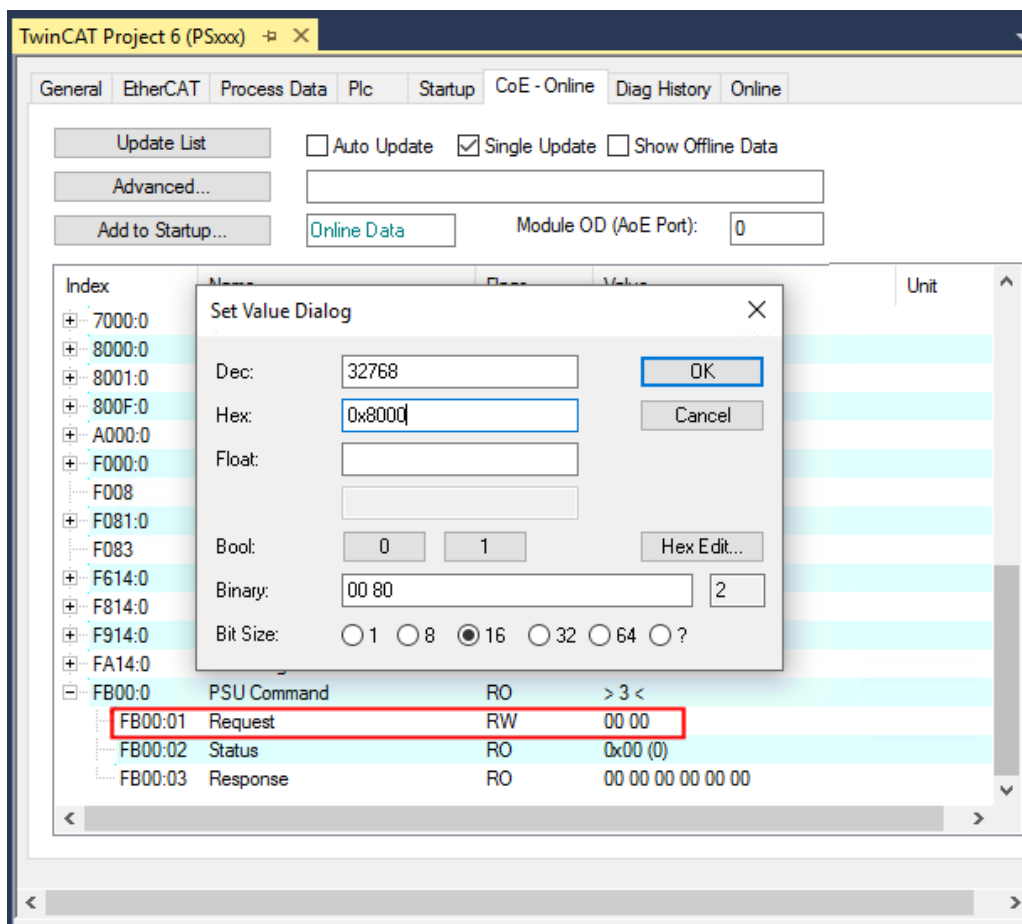 TwinCAT Project 6 (PSxxx)
General EtherCAT Process Data Plc Startup CoE - Online Diag History Online
Update List Auto Update Single Update Show Offline Data
Advanced...
Add to Startup... Online Data Module OD (AoE Port): 0
Index Name Flags Value Unit
Set Value Dialog
7000:0
8000:0
8001:0
800F:0
A000:0
F000:0
F008
F081:0
F083
F614:0
F814:0
F914:0
FA14:0
Dec: 32768 OK
Hex: 0x8000 Cancel
Float:
Bool: 0 1 Hex Edit...
Binary: 00 80 2
Bit Size: 1 8 16 32 64 ?
FB00:0 PSU Command RO > 3 <
FB00:01 Request RW 00 00
FB00:02 Status RO 0x00 (0)
FB00:03 Response RO 00 00 00 00 00 00